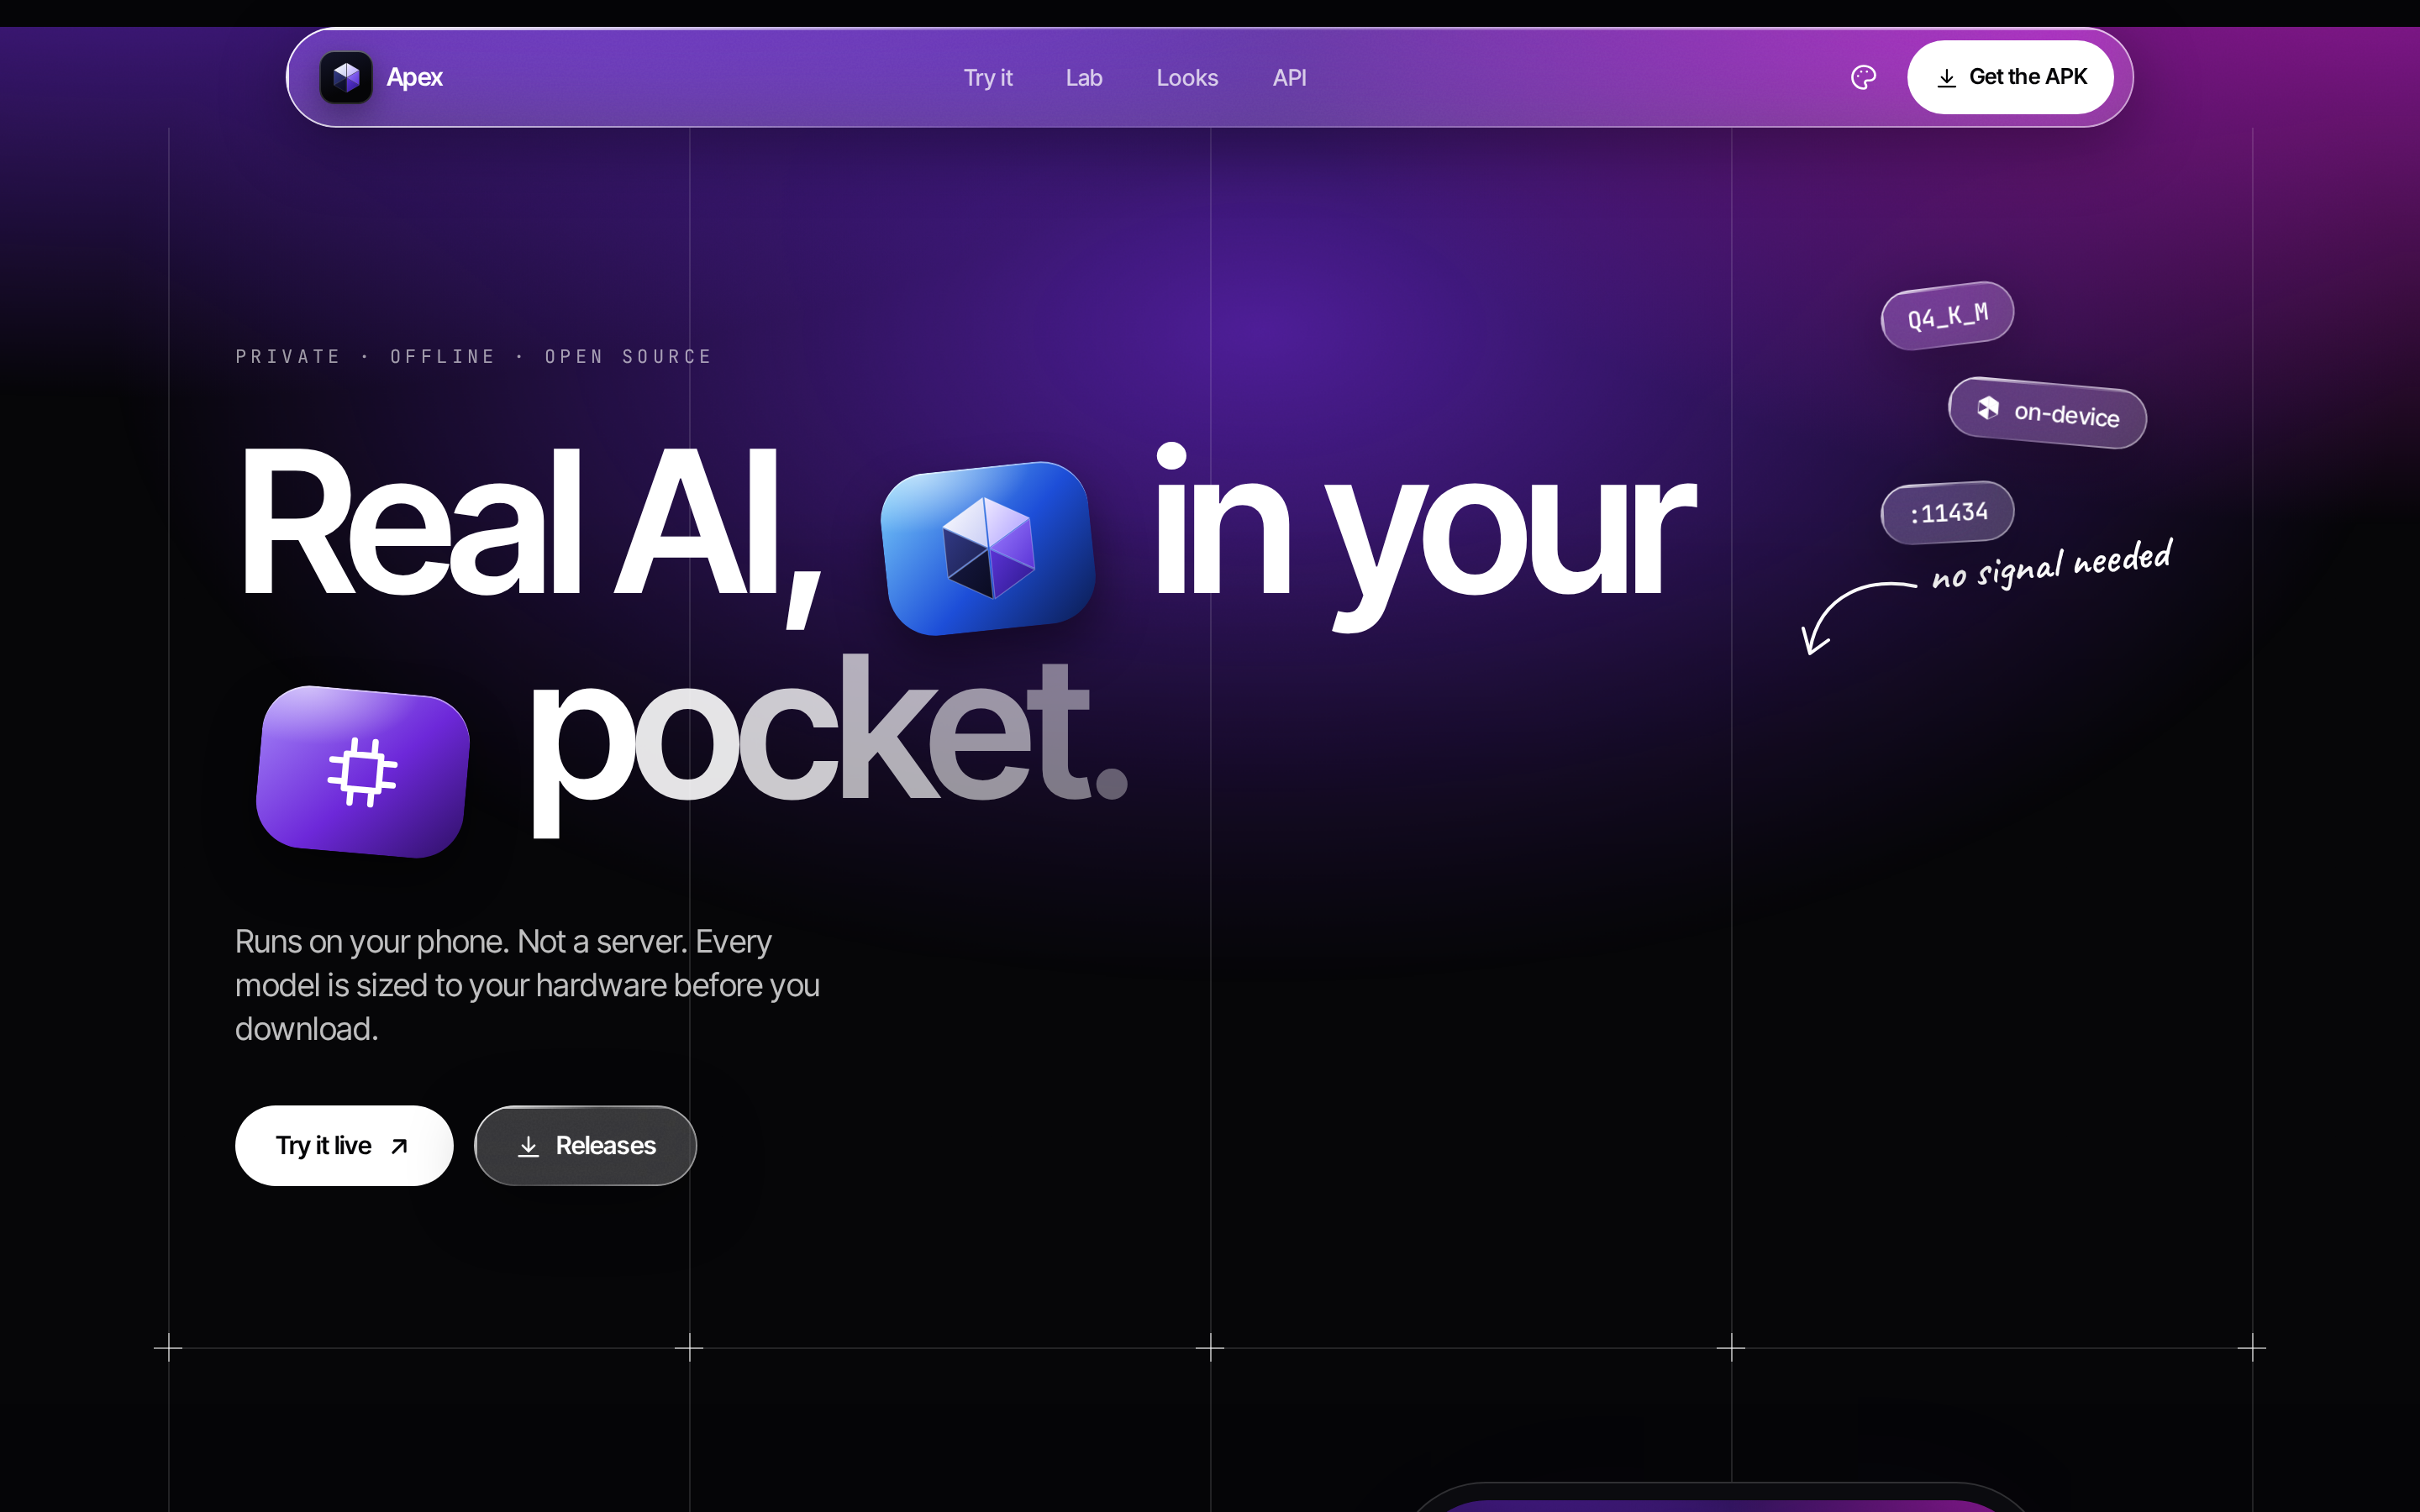 Apex
Try it
Lab
Looks
API
Get the APK
PRIVATE · OFFLINE · OPEN SOURCE
Real AI, in your
pocket.
Q4_K_M
on-device
:11434
no signal needed
Runs on your phone. Not a server. Every
model is sized to your hardware before you
download.
Try it live
Releases